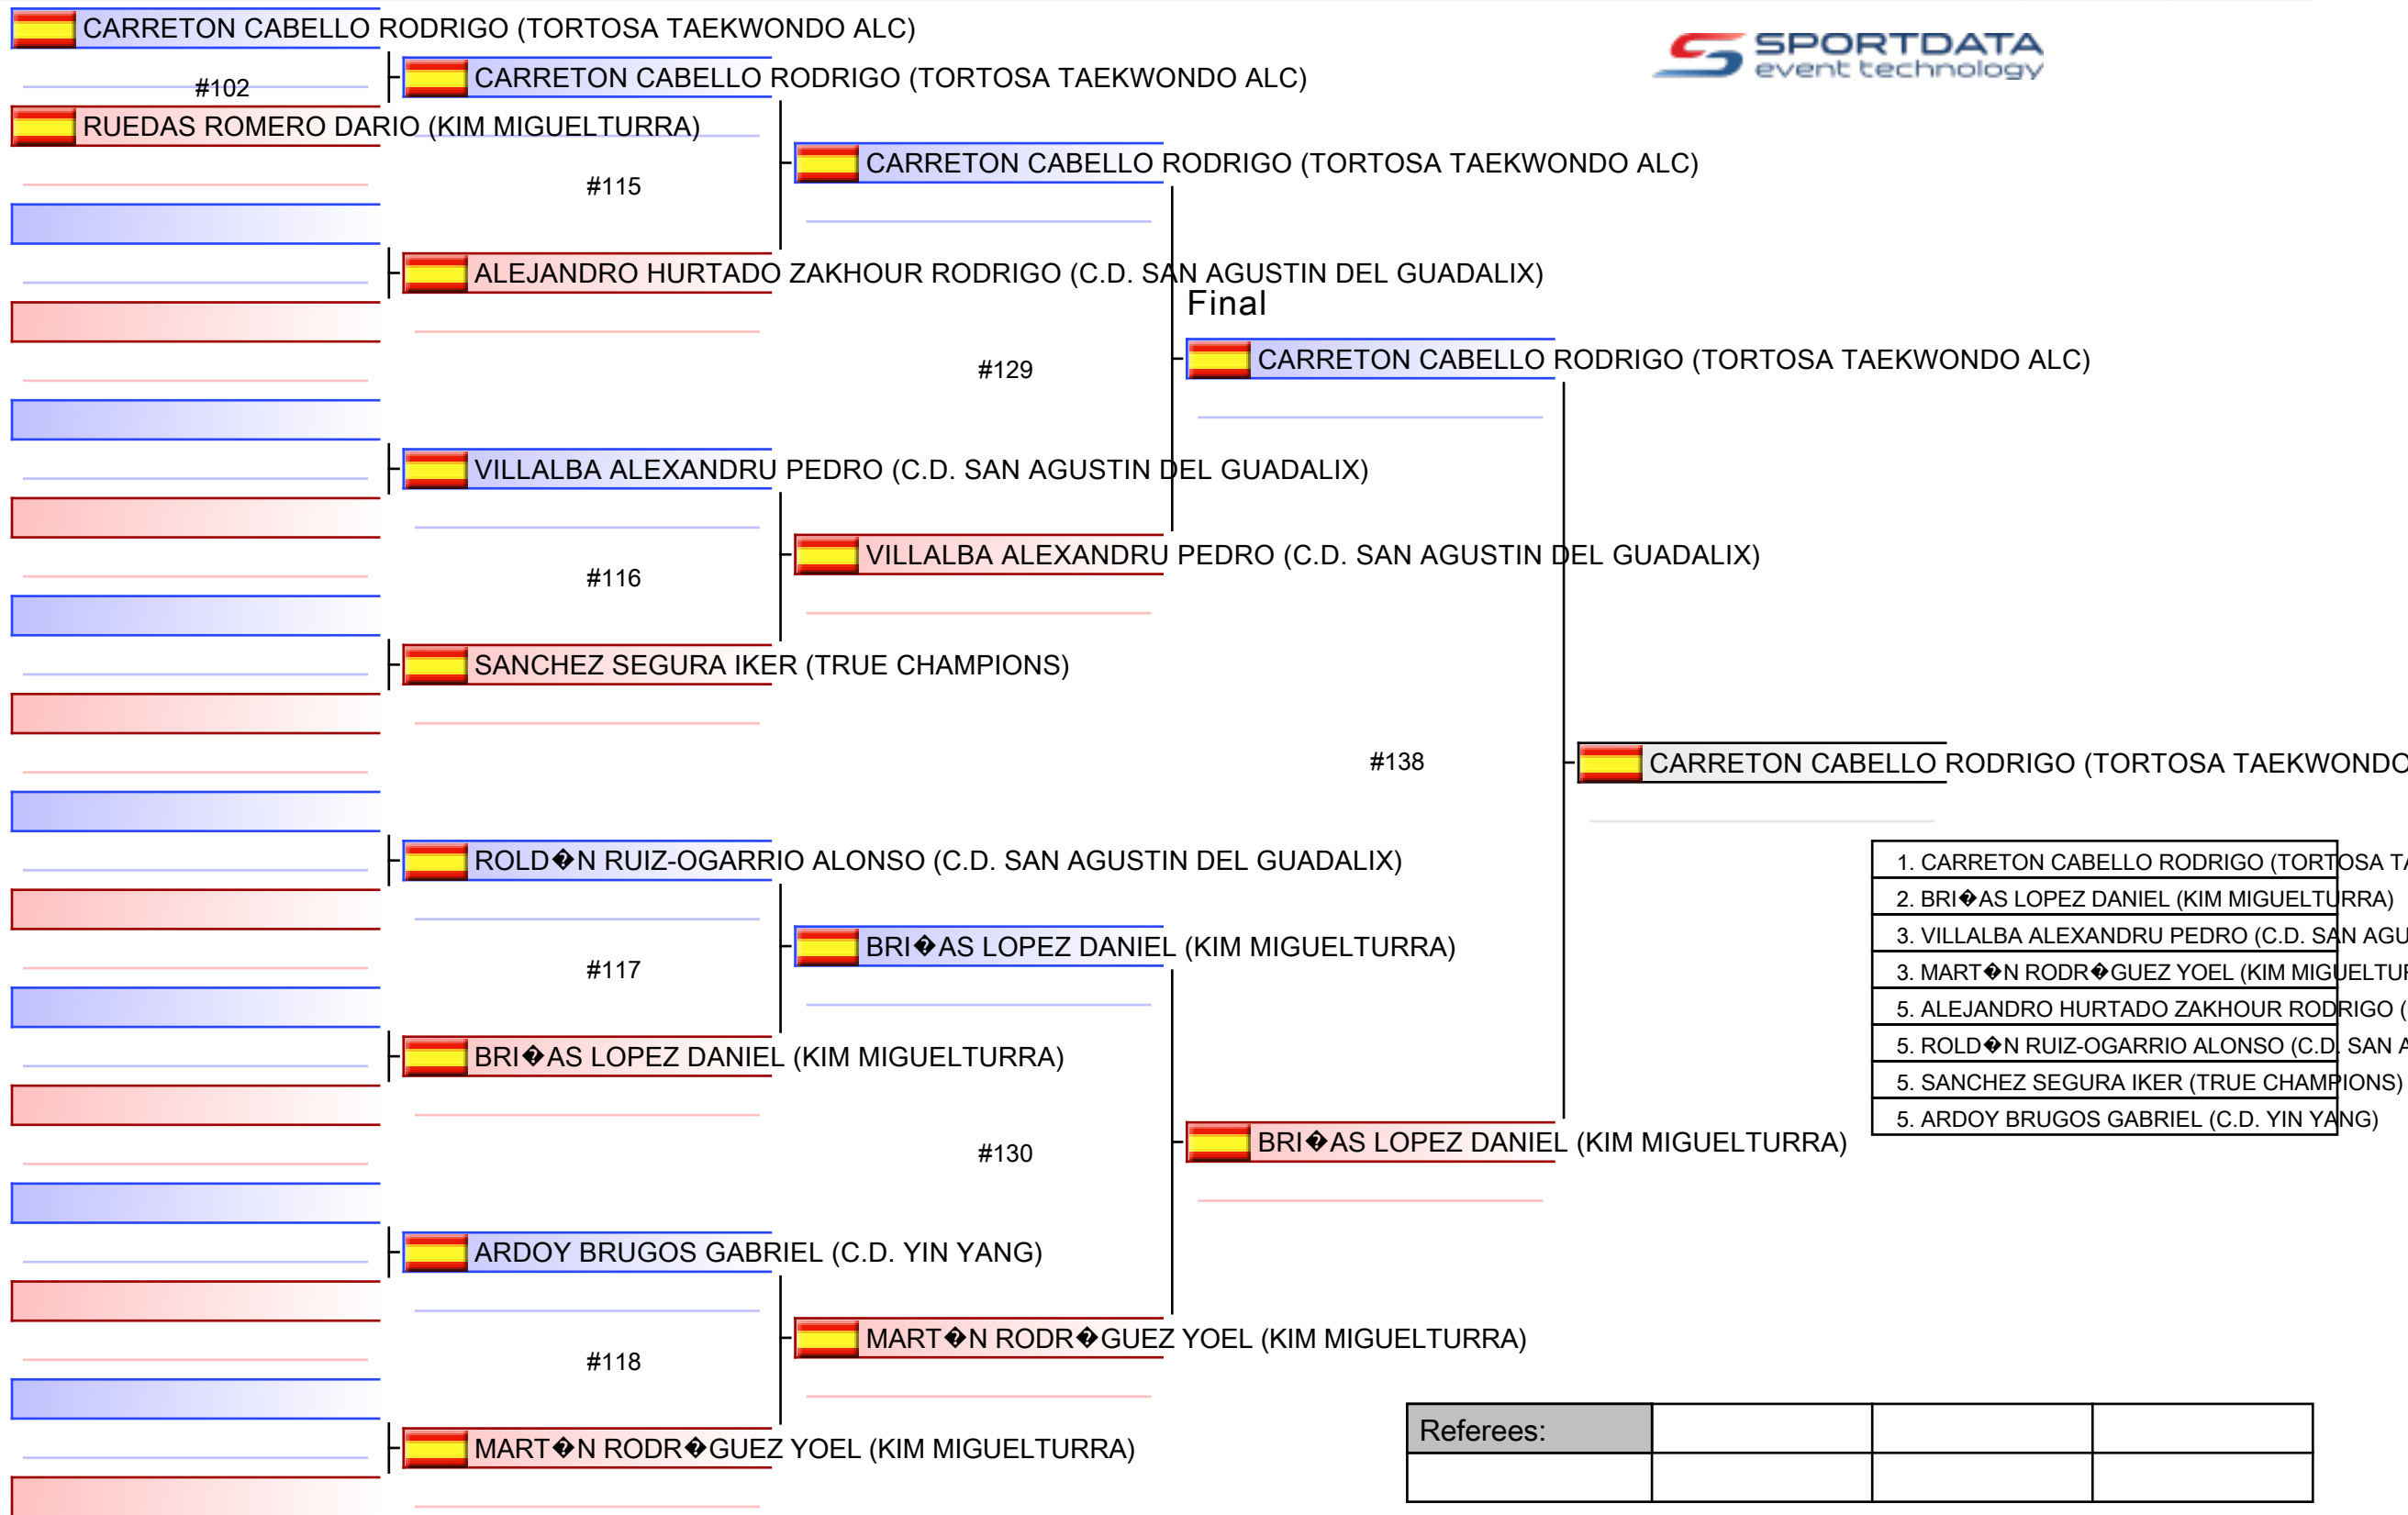 CARRETON CABELLO RODRIGO (TORTOSA TAEKWONDO ALC)
SPORTDATA
event technology
#102
CARRETON CABELLO RODRIGO (TORTOSA TAEKWONDO ALC)
RUEDAS ROMERO DARIO (KIM MIGUELTURRA)
CARRETON CABELLO RODRIGO (TORTOSA TAEKWONDO ALC)
#115
ALEJANDRO HURTADO ZAKHOUR RODRIGO (C.D. SAN AGUSTIN DEL GUADALIX)
Final
CARRETON CABELLO RODRIGO (TORTOSA TAEKWONDO ALC)
#129
VILLALBA ALEXANDRU PEDRO (C.D. SAN AGUSTIN DEL GUADALIX)
VILLALBA ALEXANDRU PEDRO (C.D. SAN AGUSTIN DEL GUADALIX)
#116
SANCHEZ SEGURA IKER (TRUE CHAMPIONS)
#138
CARRETON CABELLO RODRIGO (TORTOSA TAEKWONDO
ROLD�N RUIZ-OGARRIO ALONSO (C.D. SAN AGUSTIN DEL GUADALIX)
BRI�AS LOPEZ DANIEL (KIM MIGUELTURRA)
#117
BRI�AS LOPEZ DANIEL (KIM MIGUELTURRA)
BRI�AS LOPEZ DANIEL (KIM MIGUELTURRA)
#130
ARDOY BRUGOS GABRIEL (C.D. YIN YANG)
MART�N RODR�GUEZ YOEL (KIM MIGUELTURRA)
#118
MART�N RODR�GUEZ YOEL (KIM MIGUELTURRA)
1. CARRETON CABELLO RODRIGO (TORTOSA TA
2. BRI�AS LOPEZ DANIEL (KIM MIGUELTURRA)
3. VILLALBA ALEXANDRU PEDRO (C.D. SAN AGU
3. MART�N RODR�GUEZ YOEL (KIM MIGUELTUR
5. ALEJANDRO HURTADO ZAKHOUR RODRIGO (
5. ROLD�N RUIZ-OGARRIO ALONSO (C.D. SAN A
5. SANCHEZ SEGURA IKER (TRUE CHAMPIONS)
5. ARDOY BRUGOS GABRIEL (C.D. YIN YANG)
Referees: